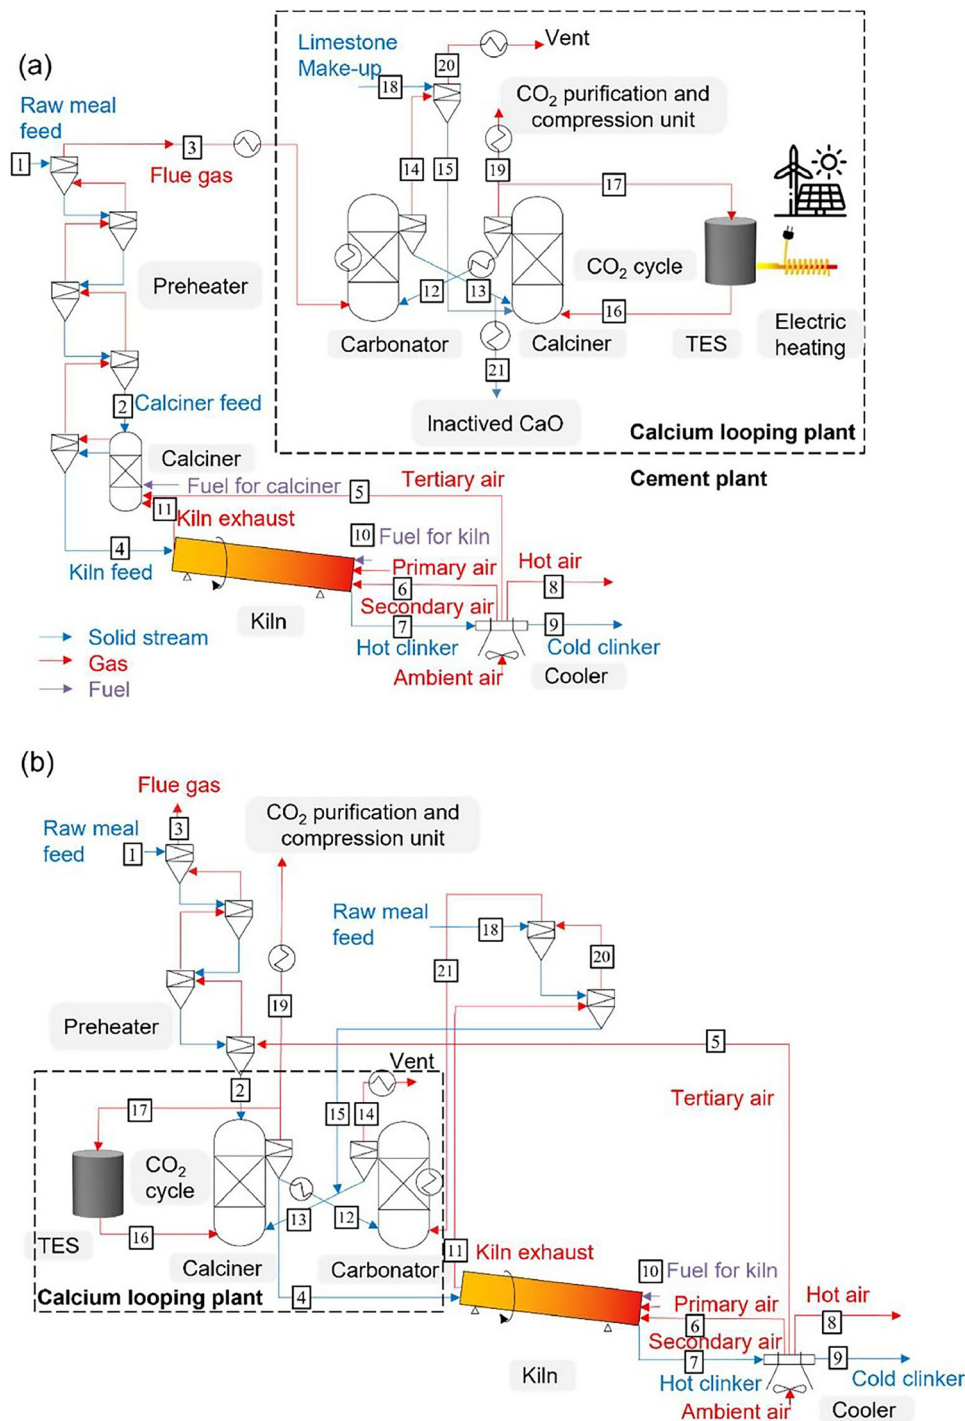 (a)
Limestone
Make-up
18
20
Vent
CO2 purification and
compression unit
Raw meal
feed
1
3
Flue gas
14
15
19
17
Preheater
12
13
CO2 cycle
16
Carbonator
Calciner
TES
Electric
heating
21
Inactived CaO
2
Calciner feed
Calcium looping plant
Calciner
Fuel for calciner
5
Tertiary air
Cement plant
11
Kiln exhaust
10
Fuel for kiln
4
Kiln feed
Primary air
6
Hot air
8
Secondary air
Kiln
7
Hot clinker
9
Cold clinker
Solid stream
Gas
Fuel
Ambient air
Cooler
(b)
Flue gas
3
CO2 purification and
compression unit
Raw meal
feed
1
Raw meal
feed
18
21
20
19
Preheater
5
2
Vent
Tertiary air
17
15
14
CO2
cycle
16
13
12
TES
Calciner
Carbonator
11
Kiln exhaust
Calcium looping plant
4
10
Fuel for kiln
Primary air
6
Hot air
8
Secondary air
Kiln
7
Hot clinker
9
Cold clinker
Ambient air
Cooler